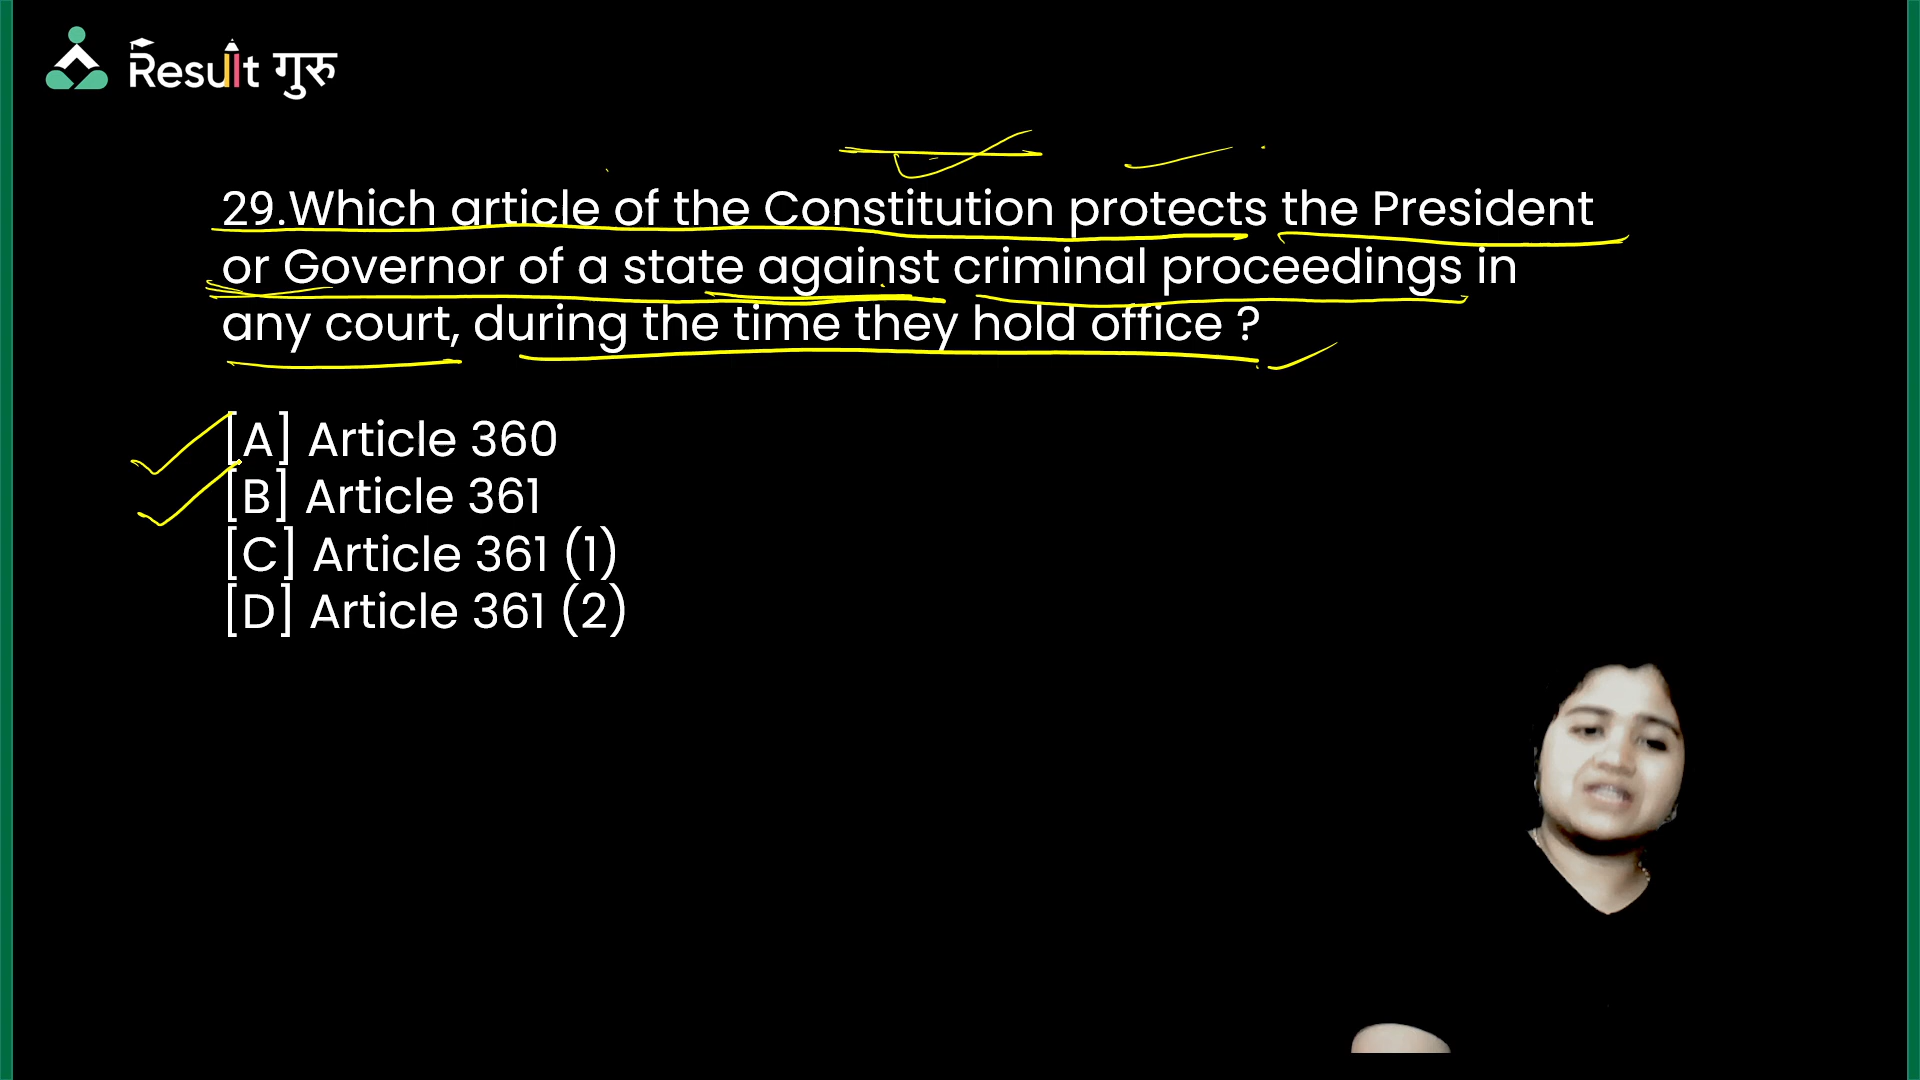 Result गुरु
29.Which article of the Constitution protects the President
or Governor of a state against criminal proceedings in
any court, during the time they hold office ?
[A] Article 360
[B] Article 361
[C] Article 361 (1)
[D] Article 361 (2)